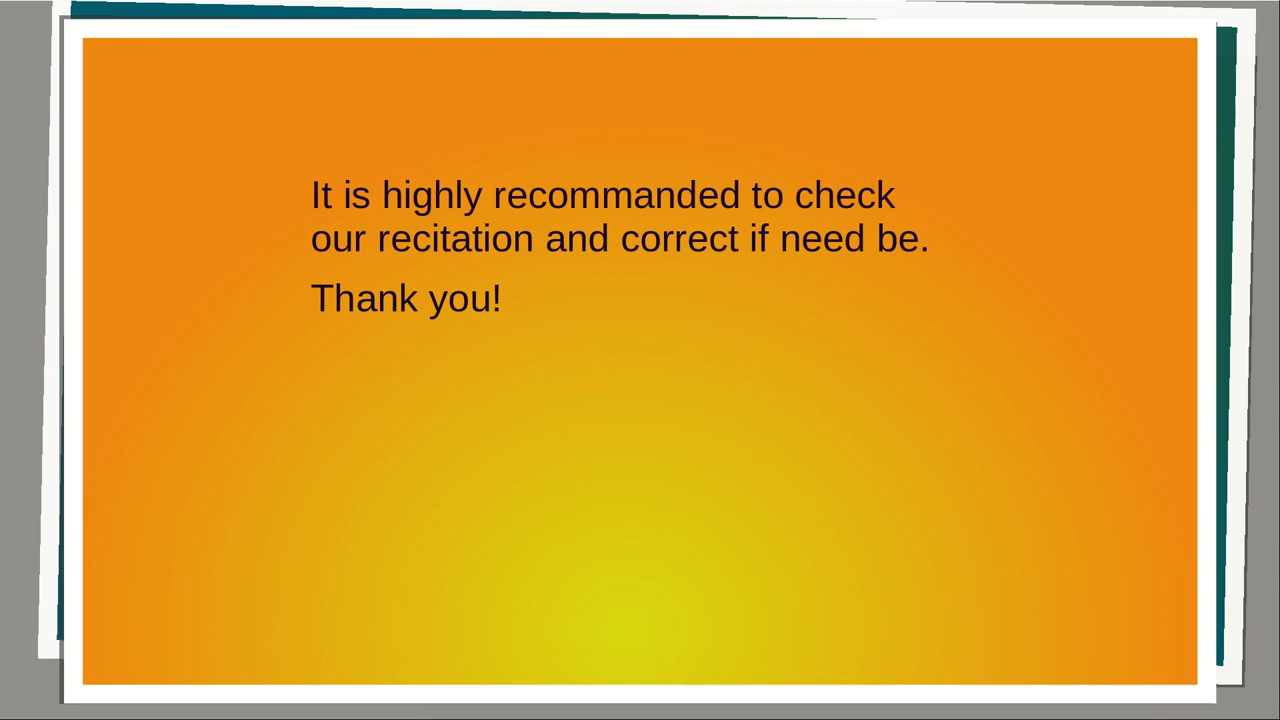 It is highly recommanded to check
our recitation and correct if need be.
Thank you!